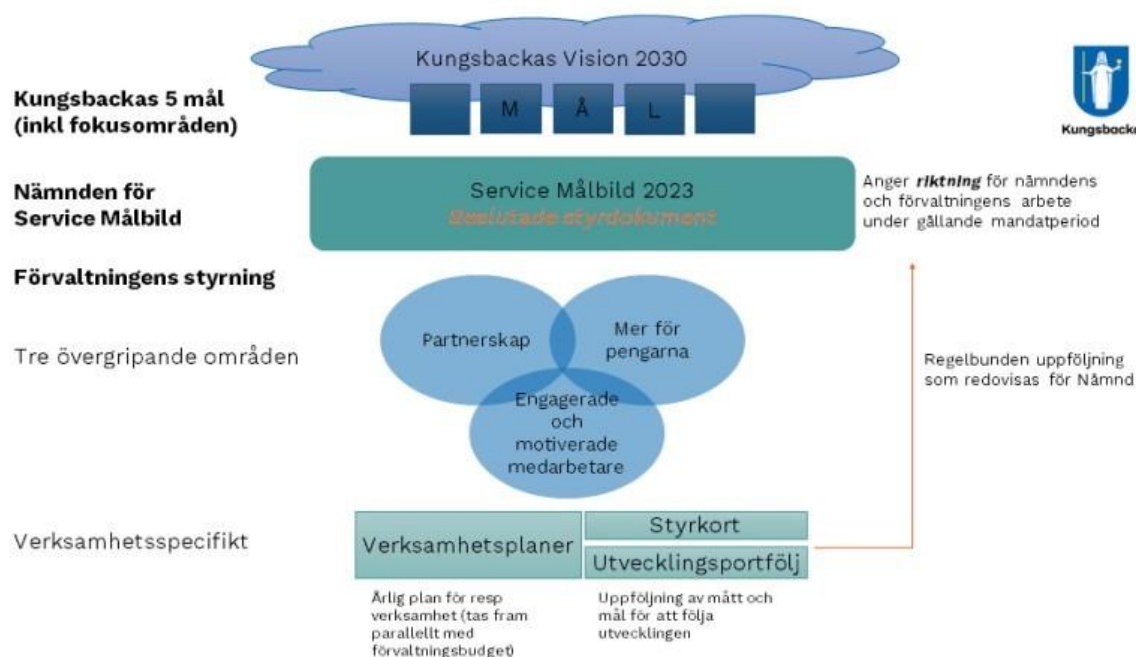 Kungsbackas Vision 2030
Kungsbackas 5 mål
(inkl fokusområden)
M Å L
Kungsbacka
Nämnden för
Service Målbild
Service Målbild 2023
Beslutade styrdokument
Anger riktning för nämndens
och förvaltningens arbete
under gällande mandatperiod
Förvaltningens styrning
Tre övergripande områden
Partnerskap
Mer för
pengarna
Engagerade
och
motiverade
medarbetare
Regelbunden uppföljning
som redovisas för Nämnd
Verksamhetsspecifikt
Verksamhetsplaner
Styrkort
Utvecklingsportfölj
Årlig plan för resp
verksamhet (tas fram
parallellt med
förvaltningsbudget)
Uppföljning av mått och
mål för att följa
utvecklingen